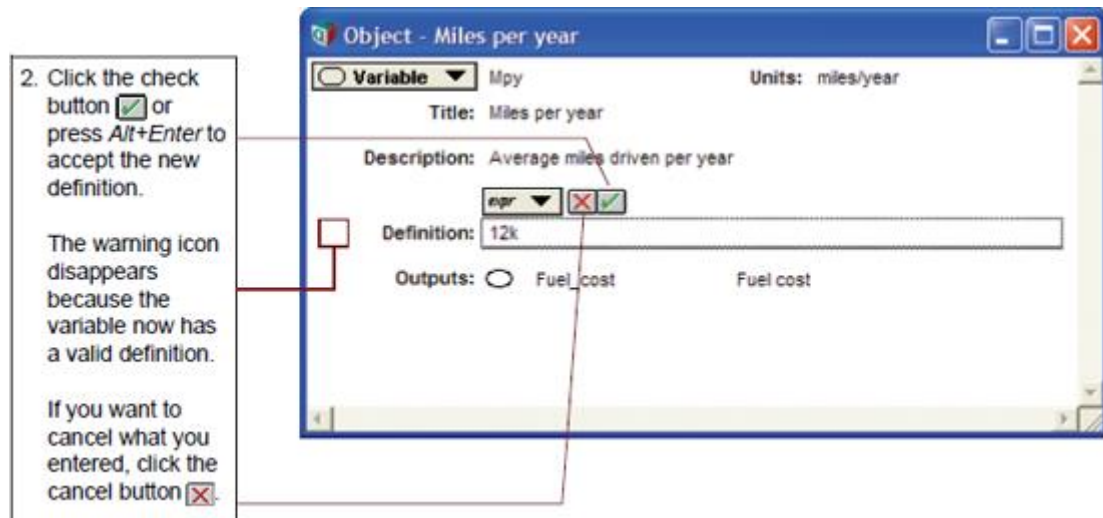 2. Click the check
button or
press Alt+Enter to
accept the new
definition.
The warning icon
disappears
because the
variable now has
a valid definition.
If you want to
cancel what you
entered, click the
cancel button .
Object - Miles per year
Variable Mpy Units: miles/year
Title: Miles per year
Description: Average miles driven per year
expr
Definition: 12k
Outputs: Fuel_cost Fuel cost